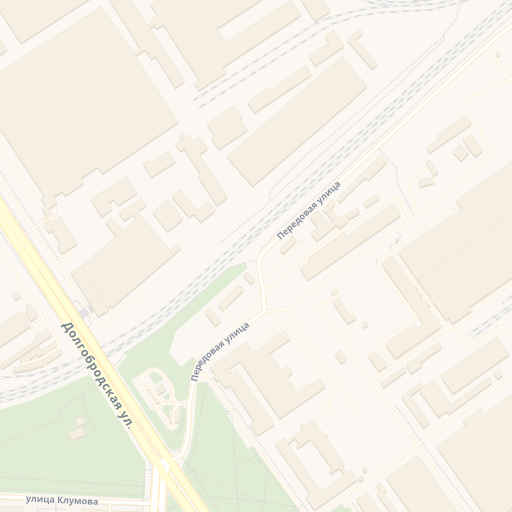 Передовая улица
Долгобродская ул.
Передовая улица
улица Клумова